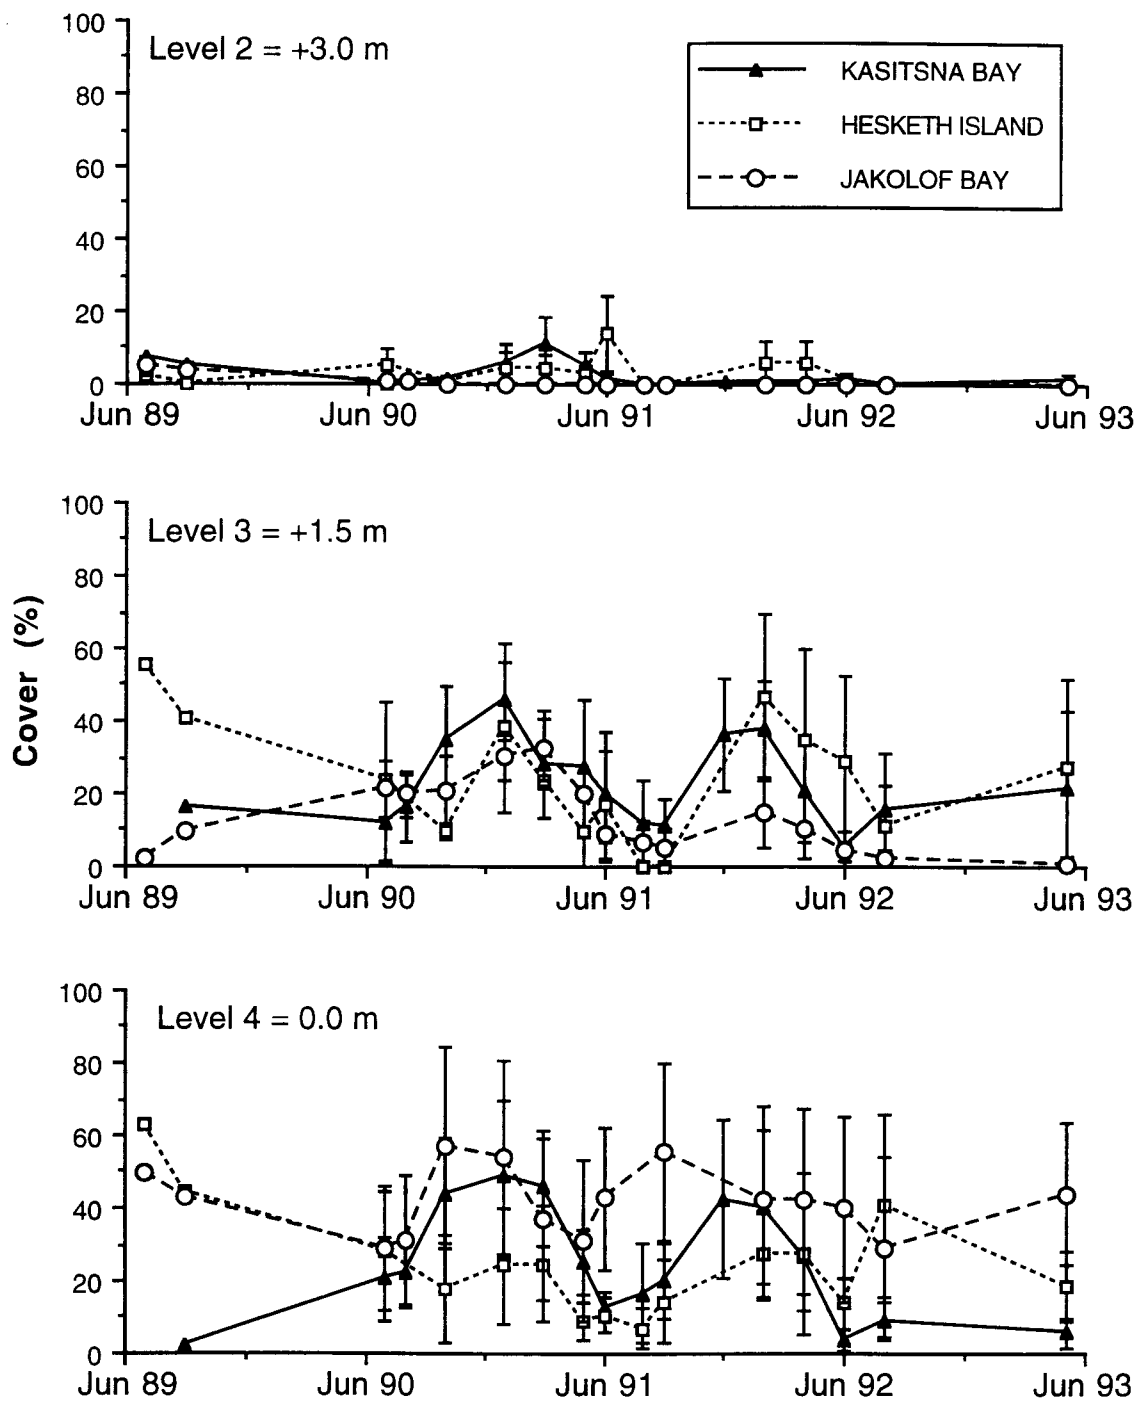 100
Level 2 = +3.0 m
80
60
40
20
0
KASITSNA BAY
HESKETH ISLAND
JAKOLOF BAY
Jun 89 Jun 90 Jun 91 Jun 92 Jun 93
Cover (%)
100
Level 3 = +1.5 m
80
60
40
20
0
Jun 89 Jun 90 Jun 91 Jun 92 Jun 93
100
Level 4 = 0.0 m
80
60
40
20
0
Jun 89 Jun 90 Jun 91 Jun 92 Jun 93